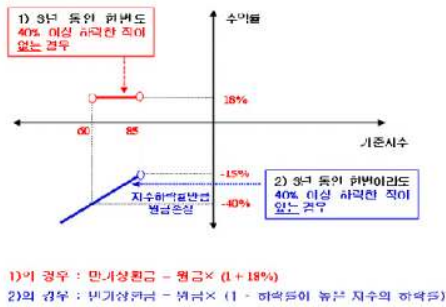 1) 3년 동안 한번도
40% 이상 하락한 적이
없는 경우
수익률
18%
60
85
기준지수
-15%
지수하락률만큼
원금손실
-40%
2) 3년 동안 한번이라도
40% 이상 하락한 적이
있는 경우
1)의 경우 : 만기상환금 = 원금× (1+18%)
2)의 경우 : 만기상환금 = 원금× (1 - 하락률이 높은 지수의 하락률)